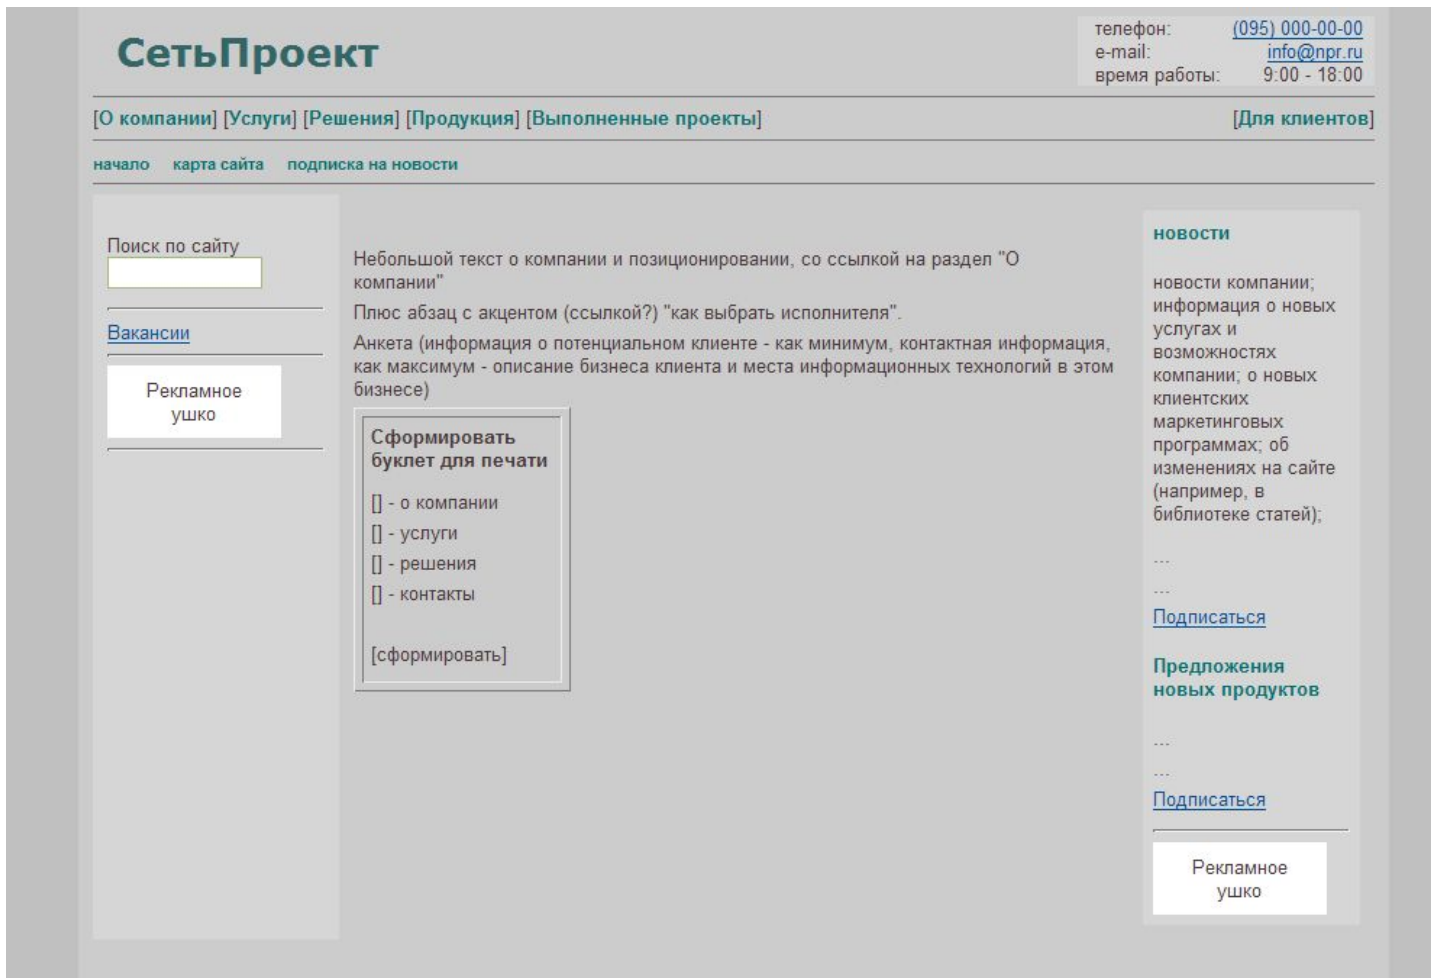 СетьПроект
телефон: (095) 000-00-00
e-mail: info@npr.ru
время работы: 9:00 - 18:00
[О компании] [Услуги] [Решения] [Продукция] [Выполненные проекты] [Для клиентов]
начало карта сайта подписка на новости
Поиск по сайту
Вакансии
Рекламное
ушко
Небольшой текст о компании и позиционировании, со ссылкой на раздел "О
компании"
Плюс абзац с акцентом (ссылкой?) "как выбрать исполнителя".
Анкета (информация о потенциальном клиенте - как минимум, контактная информация,
как максимум - описание бизнеса клиента и места информационных технологий в этом
бизнесе)
Сформировать
буклет для печати
[] - о компании
[] - услуги
[] - решения
[] - контакты
[сформировать]
новости
новости компании;
информация о новых
услугах и
возможностях
компании; о новых
клиентских
маркетинговых
программах; об
изменениях на сайте
(например, в
библиотеке статей);
...
...
Подписаться
Предложения
новых продуктов
...
...
Подписаться
Рекламное
ушко